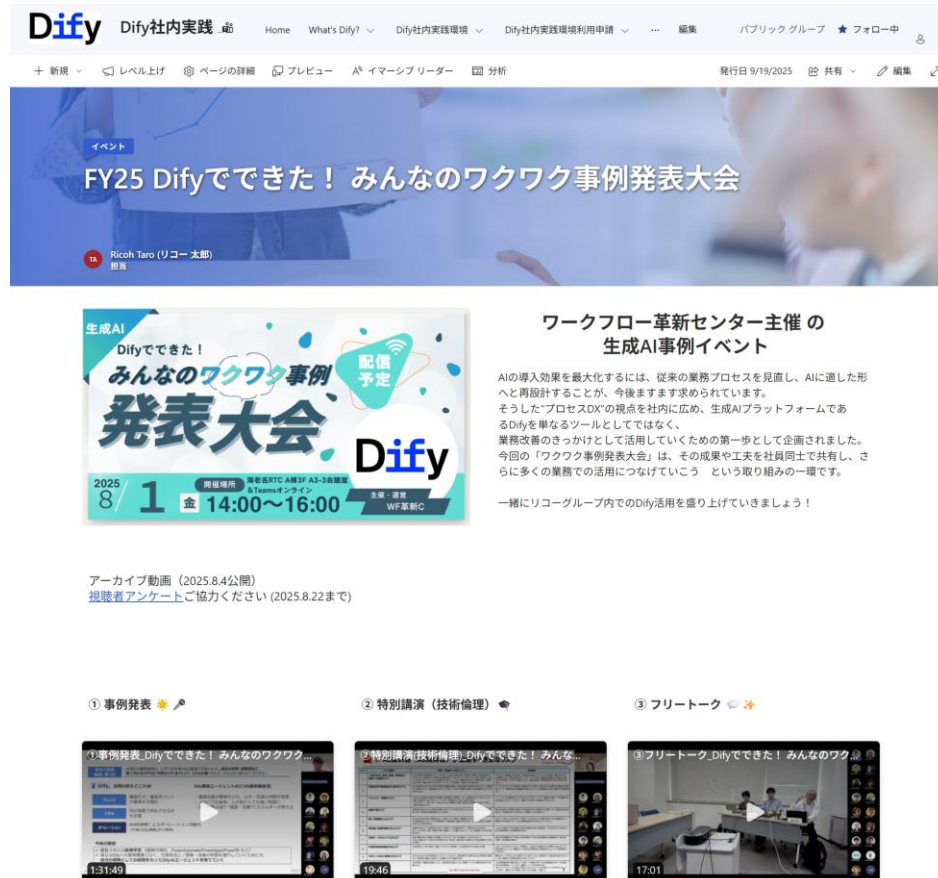 Dify Dify社内実践 Home What's Dify? Dify社内実践環境 Dify社内実践環境利用申請 … 編集 パブリック グループ ★ フォロー中
+ 新規 レベル上げ ページの詳細 プレビュー イマーシブ リーダー 分析 発行日 9/19/2025 共有 編集
イベント
FY25 Difyでできた！ みんなのワクワク事例発表大会
TA Ricoh Taro (リコー 太郎)
担当
生成AI
Difyでできた！
みんなのワクワク事例
発表大会
配信
予定
Dify
2025
8/1 金
開催場所 海老名RTC A棟3F A3-3会議室
&Teamsオンライン
14:00〜16:00
主催・運営
WF革新C
ワークフロー革新センター主催 の
生成AI事例イベント
AIの導入効果を最大化するには、従来の業務プロセスを見直し、AIに適した形
へと再設計することが、今後ますます求められています。
そうした“プロセスDX”の視点を社内に広め、生成AIプラットフォームであ
るDifyを単なるツールとしてではなく、
業務改善のきっかけとして活用していくための第一歩として企画されました。
今回の「ワクワク事例発表大会」は、その成果や工夫を社員同士で共有し、さ
らに多くの業務での活用につなげていこう　という取り組みの一環です。
一緒にリコーグループ内でのDify活用を盛り上げていきましょう！
アーカイブ動画（2025.8.4公開）
視聴者アンケートご協力ください (2025.8.22まで)
① 事例発表
② 特別講演（技術倫理）
③ フリートーク
①事例発表_Difyでできた！ みんなのワクワク...
②特別講演(技術倫理)_Difyでできた！ みんな...
③フリートーク_Difyでできた！ みんなのワク...
1:31:49
19:46
17:01